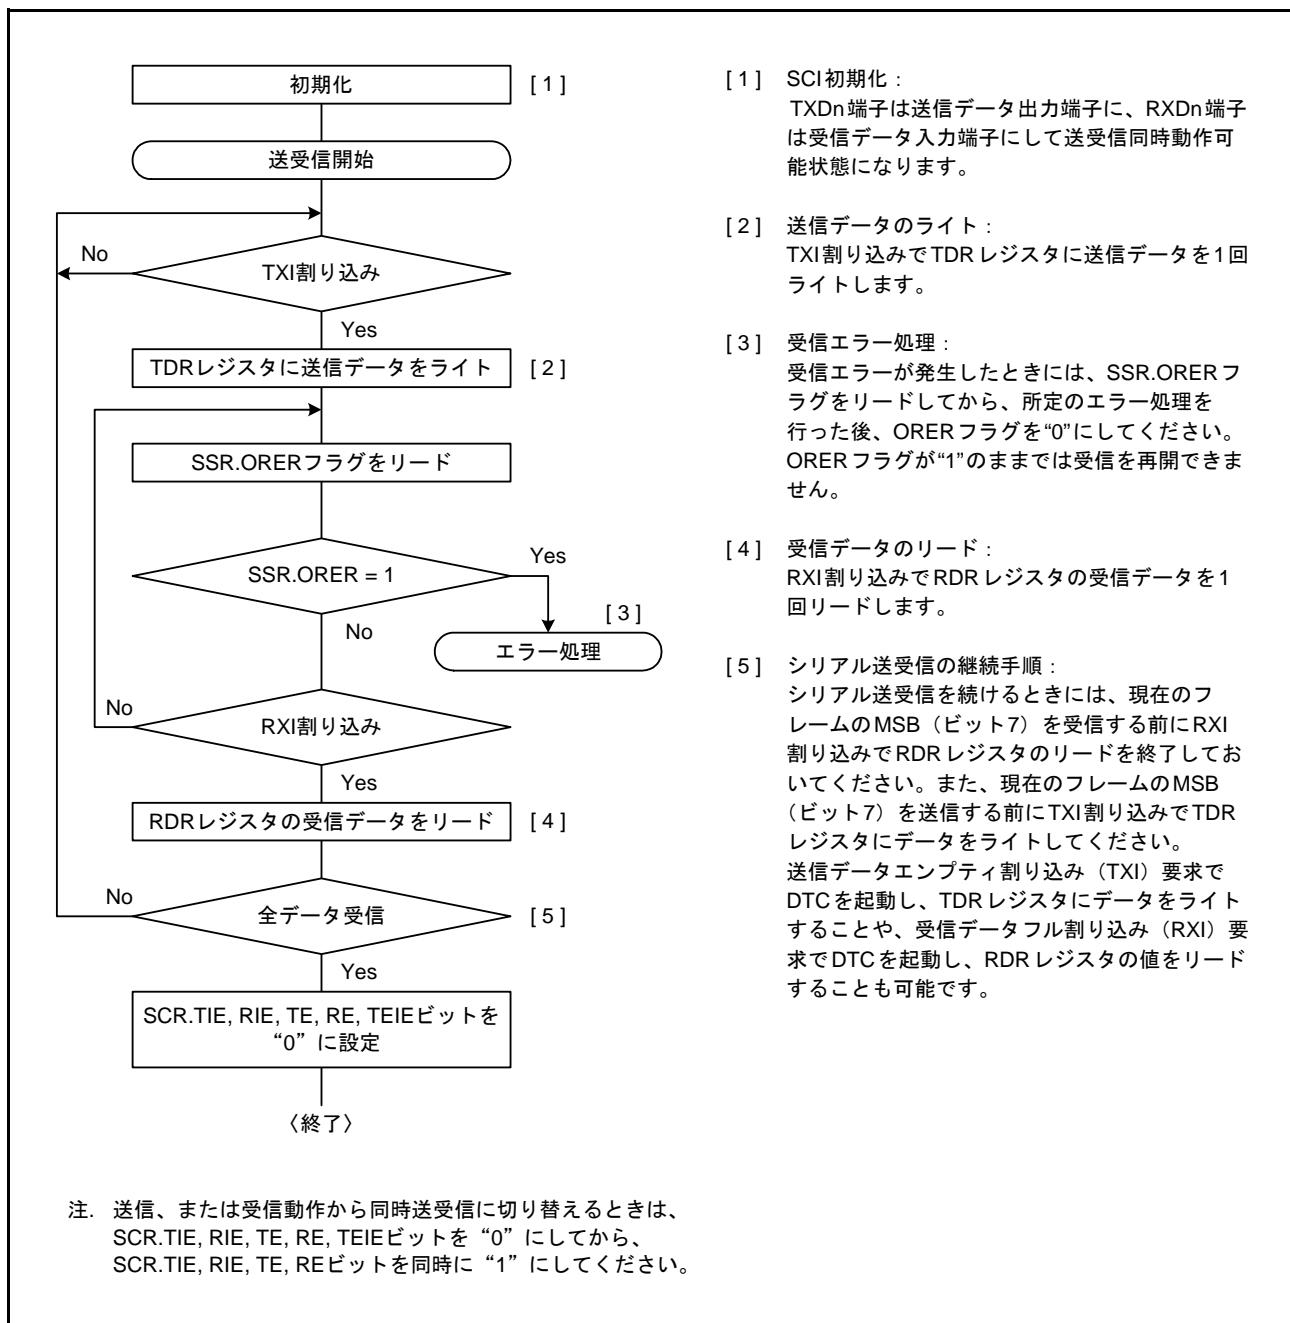 初期化
[ 1 ]
送受信開始
No
TXI割り込み
Yes
TDRレジスタに送信データをライト
[ 2 ]
SSR.ORERフラグをリード
SSR.ORER = 1
Yes
[ 3 ]
No
エラー処理
No
RXI割り込み
Yes
RDRレジスタの受信データをリード
[ 4 ]
No
全データ受信
[ 5 ]
Yes
SCR.TIE, RIE, TE, RE, TEIEビットを
“0”に設定
〈終了〉
[ 1 ] SCI初期化：
TXDn端子は送信データ出力端子に、RXDn端子
は受信データ入力端子にして送受信同時動作可
能状態になります。
[ 2 ] 送信データのライト：
TXI割り込みでTDRレジスタに送信データを1回
ライトします。
[ 3 ] 受信エラー処理：
受信エラーが発生したときには、SSR.ORERフ
ラグをリードしてから、所定のエラー処理を
行った後、ORERフラグを“0”にしてください。
ORERフラグが“1”のままでは受信を再開できま
せん。
[ 4 ] 受信データのリード：
RXI割り込みでRDRレジスタの受信データを1
回リードします。
[ 5 ] シリアル送受信の継続手順：
シリアル送受信を続けるときには、現在のフ
レームのMSB（ビット7）を受信する前にRXI
割り込みでRDRレジスタのリードを終了してお
いてください。また、現在のフレームのMSB
（ビット7）を送信する前にTXI割り込みでTDR
レジスタにデータをライトしてください。
送信データエンプティ割り込み（TXI）要求で
DTCを起動し、TDRレジスタにデータをライト
することや、受信データフル割り込み（RXI）要
求でDTCを起動し、RDRレジスタの値をリード
することも可能です。
注. 送信、または受信動作から同時送受信に切り替えるときは、
SCR.TIE, RIE, TE, RE, TEIEビットを“0”にしてから、
SCR.TIE, RIE, TE, REビットを同時に“1”にしてください。